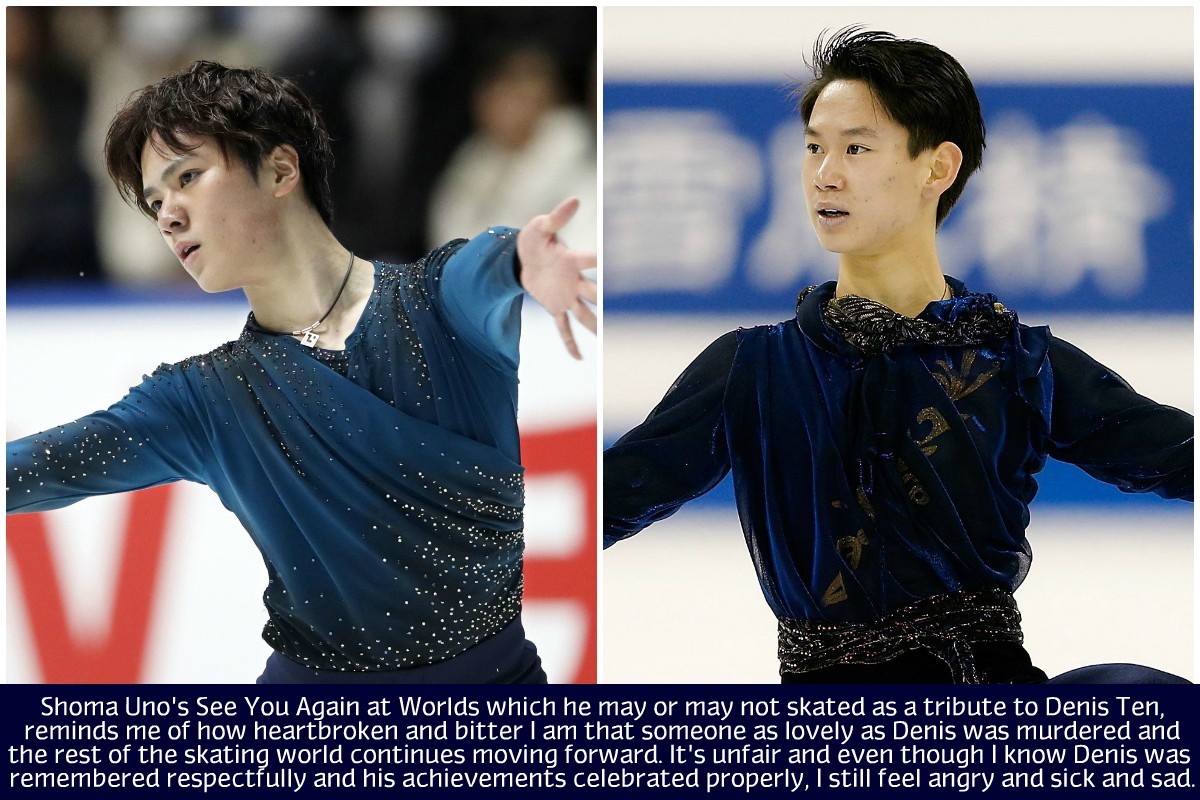 Shoma Uno's See You Again at Worlds which he may or may not skated as a tribute to Denis Ten,
reminds me of how heartbroken and bitter I am that someone as lovely as Denis was murdered and
the rest of the skating world continues moving forward. It's unfair and even though I know Denis was
remembered respectfully and his achievements celebrated properly, I still feel angry and sick and sad.